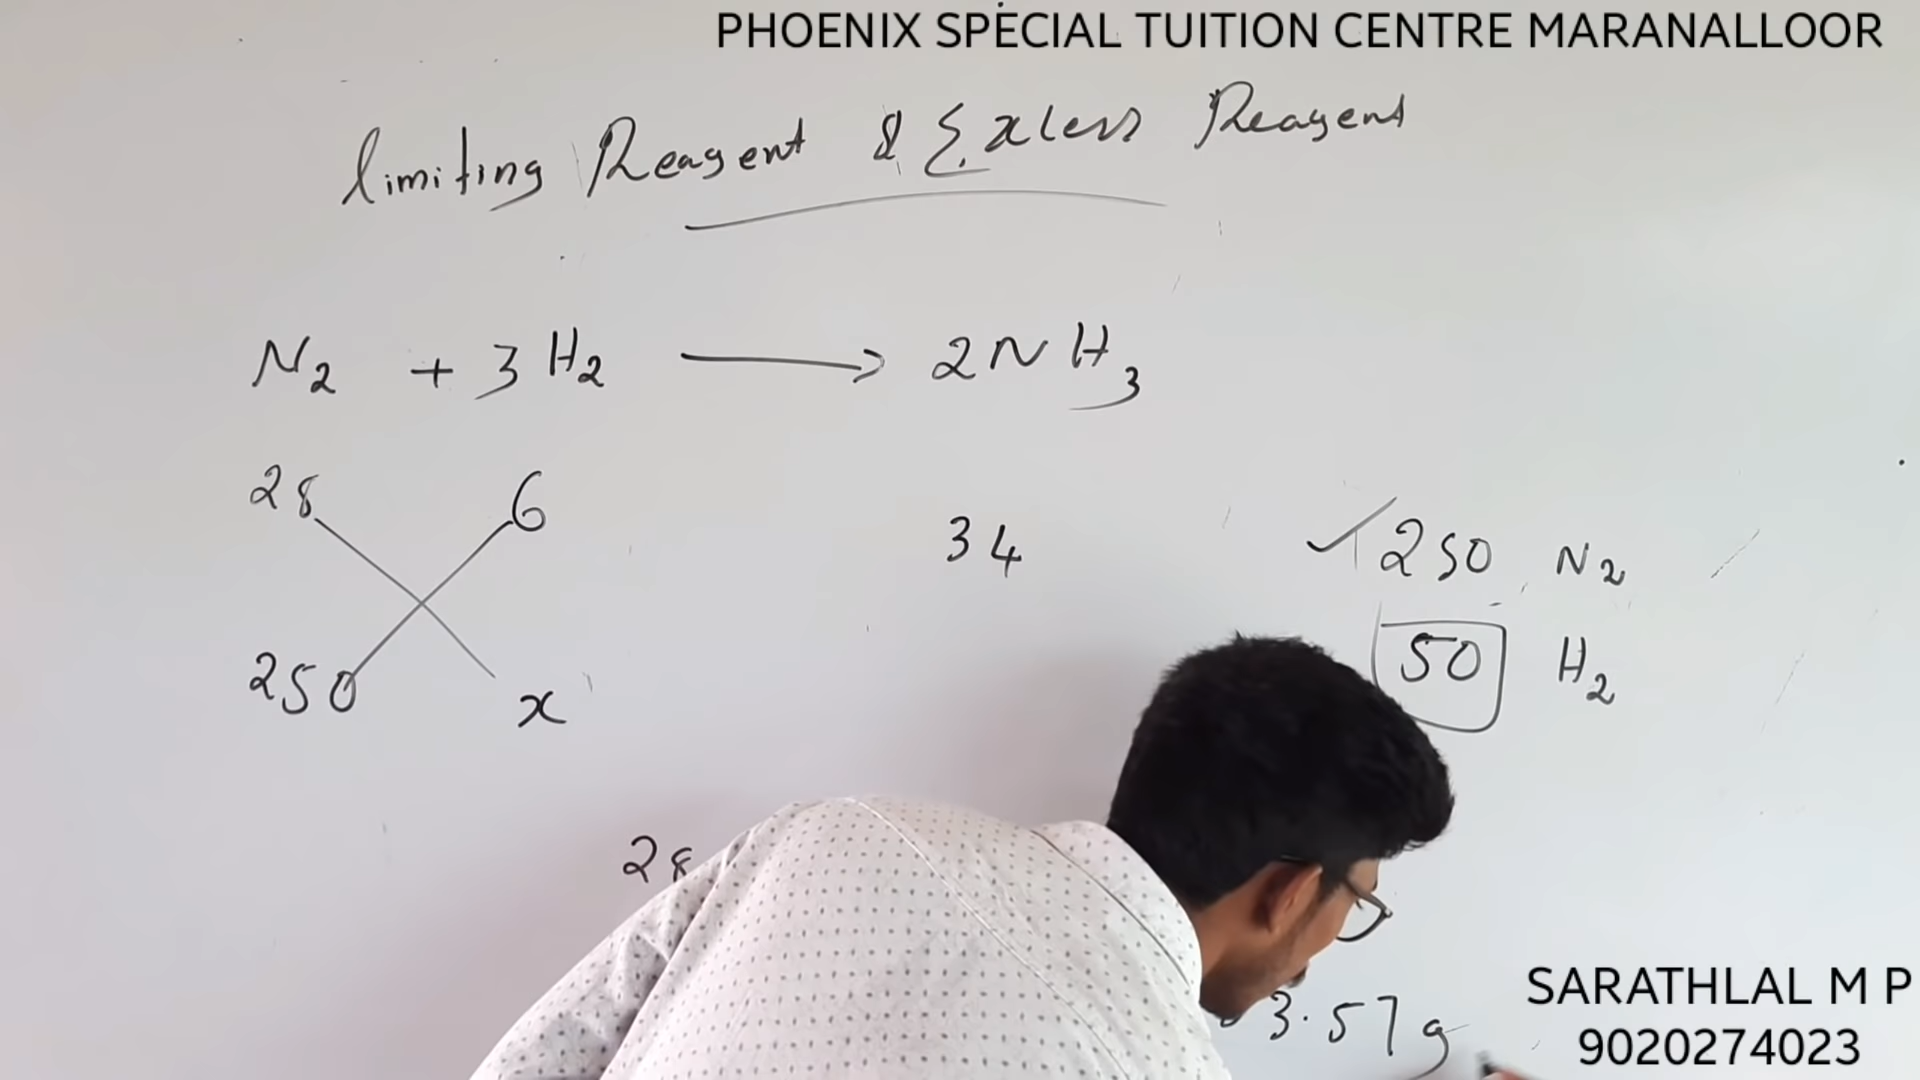 PHOENIX SPECIAL TUITION CENTRE MARANALLOOR
Limiting Reagent & Excess Reagent
N2 + 3H2 → 2NH3
28 6
34
250 N2
50 H2
250 x
28
3.57g
SARATHLAL M P
9020274023